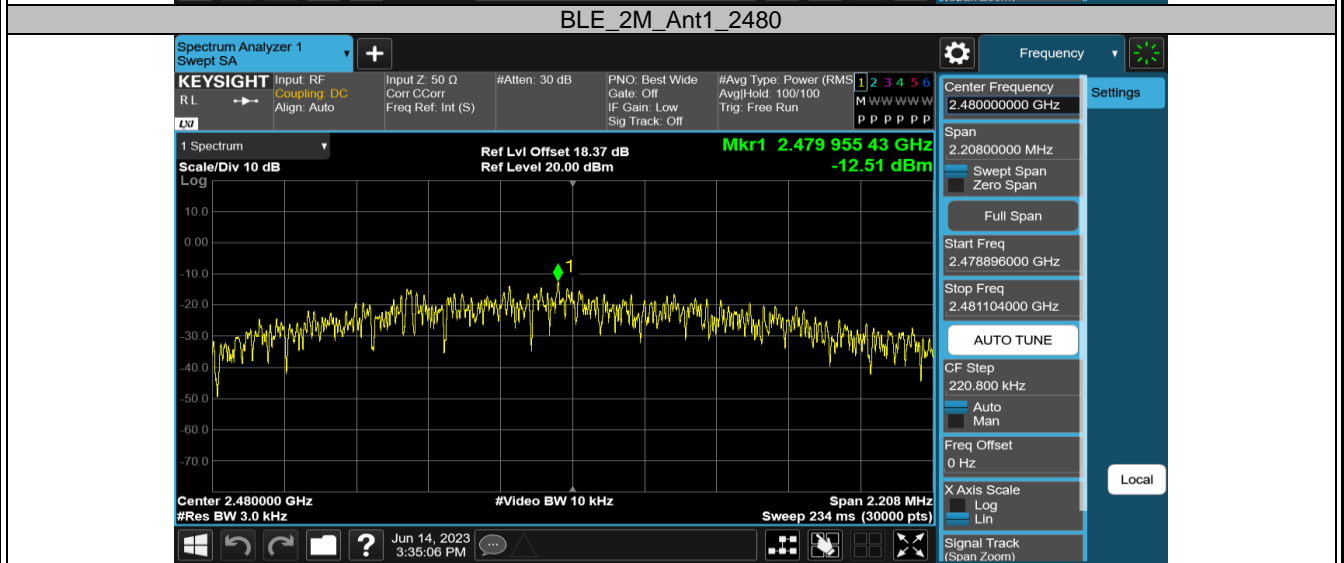 BLE_2M_Ant1_2480
Spectrum Analyzer 1
Swept SA
+
Frequency
KEYSIGHT
R L
LXI
Input: RF
Coupling: DC
Align: Auto
Input Z: 50 Ω
Corr CCorr
Freq Ref: Int (S)
#Atten: 30 dB
PNO: Best Wide
Gate: Off
IF Gain: Low
Sig Track: Off
#Avg Type: Power (RMS
Avg|Hold: 100/100
Trig: Free Run
1 2 3 4 5 6
M W W W W W
P P P P P P
1 Spectrum
Scale/Div 10 dB
Log
Ref Lvl Offset 18.37 dB
Ref Level 20.00 dBm
Mkr1 2.479 955 43 GHz
-12.51 dBm
10.0
0.00
-10.0
-20.0
-30.0
-40.0
-50.0
-60.0
-70.0
1
Center 2.480000 GHz
#Res BW 3.0 kHz
#Video BW 10 kHz
Span 2.208 MHz
Sweep 234 ms (30000 pts)
Center Frequency
2.480000000 GHz
Settings
Span
2.20800000 MHz
Swept Span
Zero Span
Full Span
Start Freq
2.478896000 GHz
Stop Freq
2.481104000 GHz
AUTO TUNE
CF Step
220.800 kHz
Auto
Man
Freq Offset
0 Hz
X Axis Scale
Log
Lin
Local
Signal Track
(Span Zoom)
?
Jun 14, 2023
3:35:06 PM